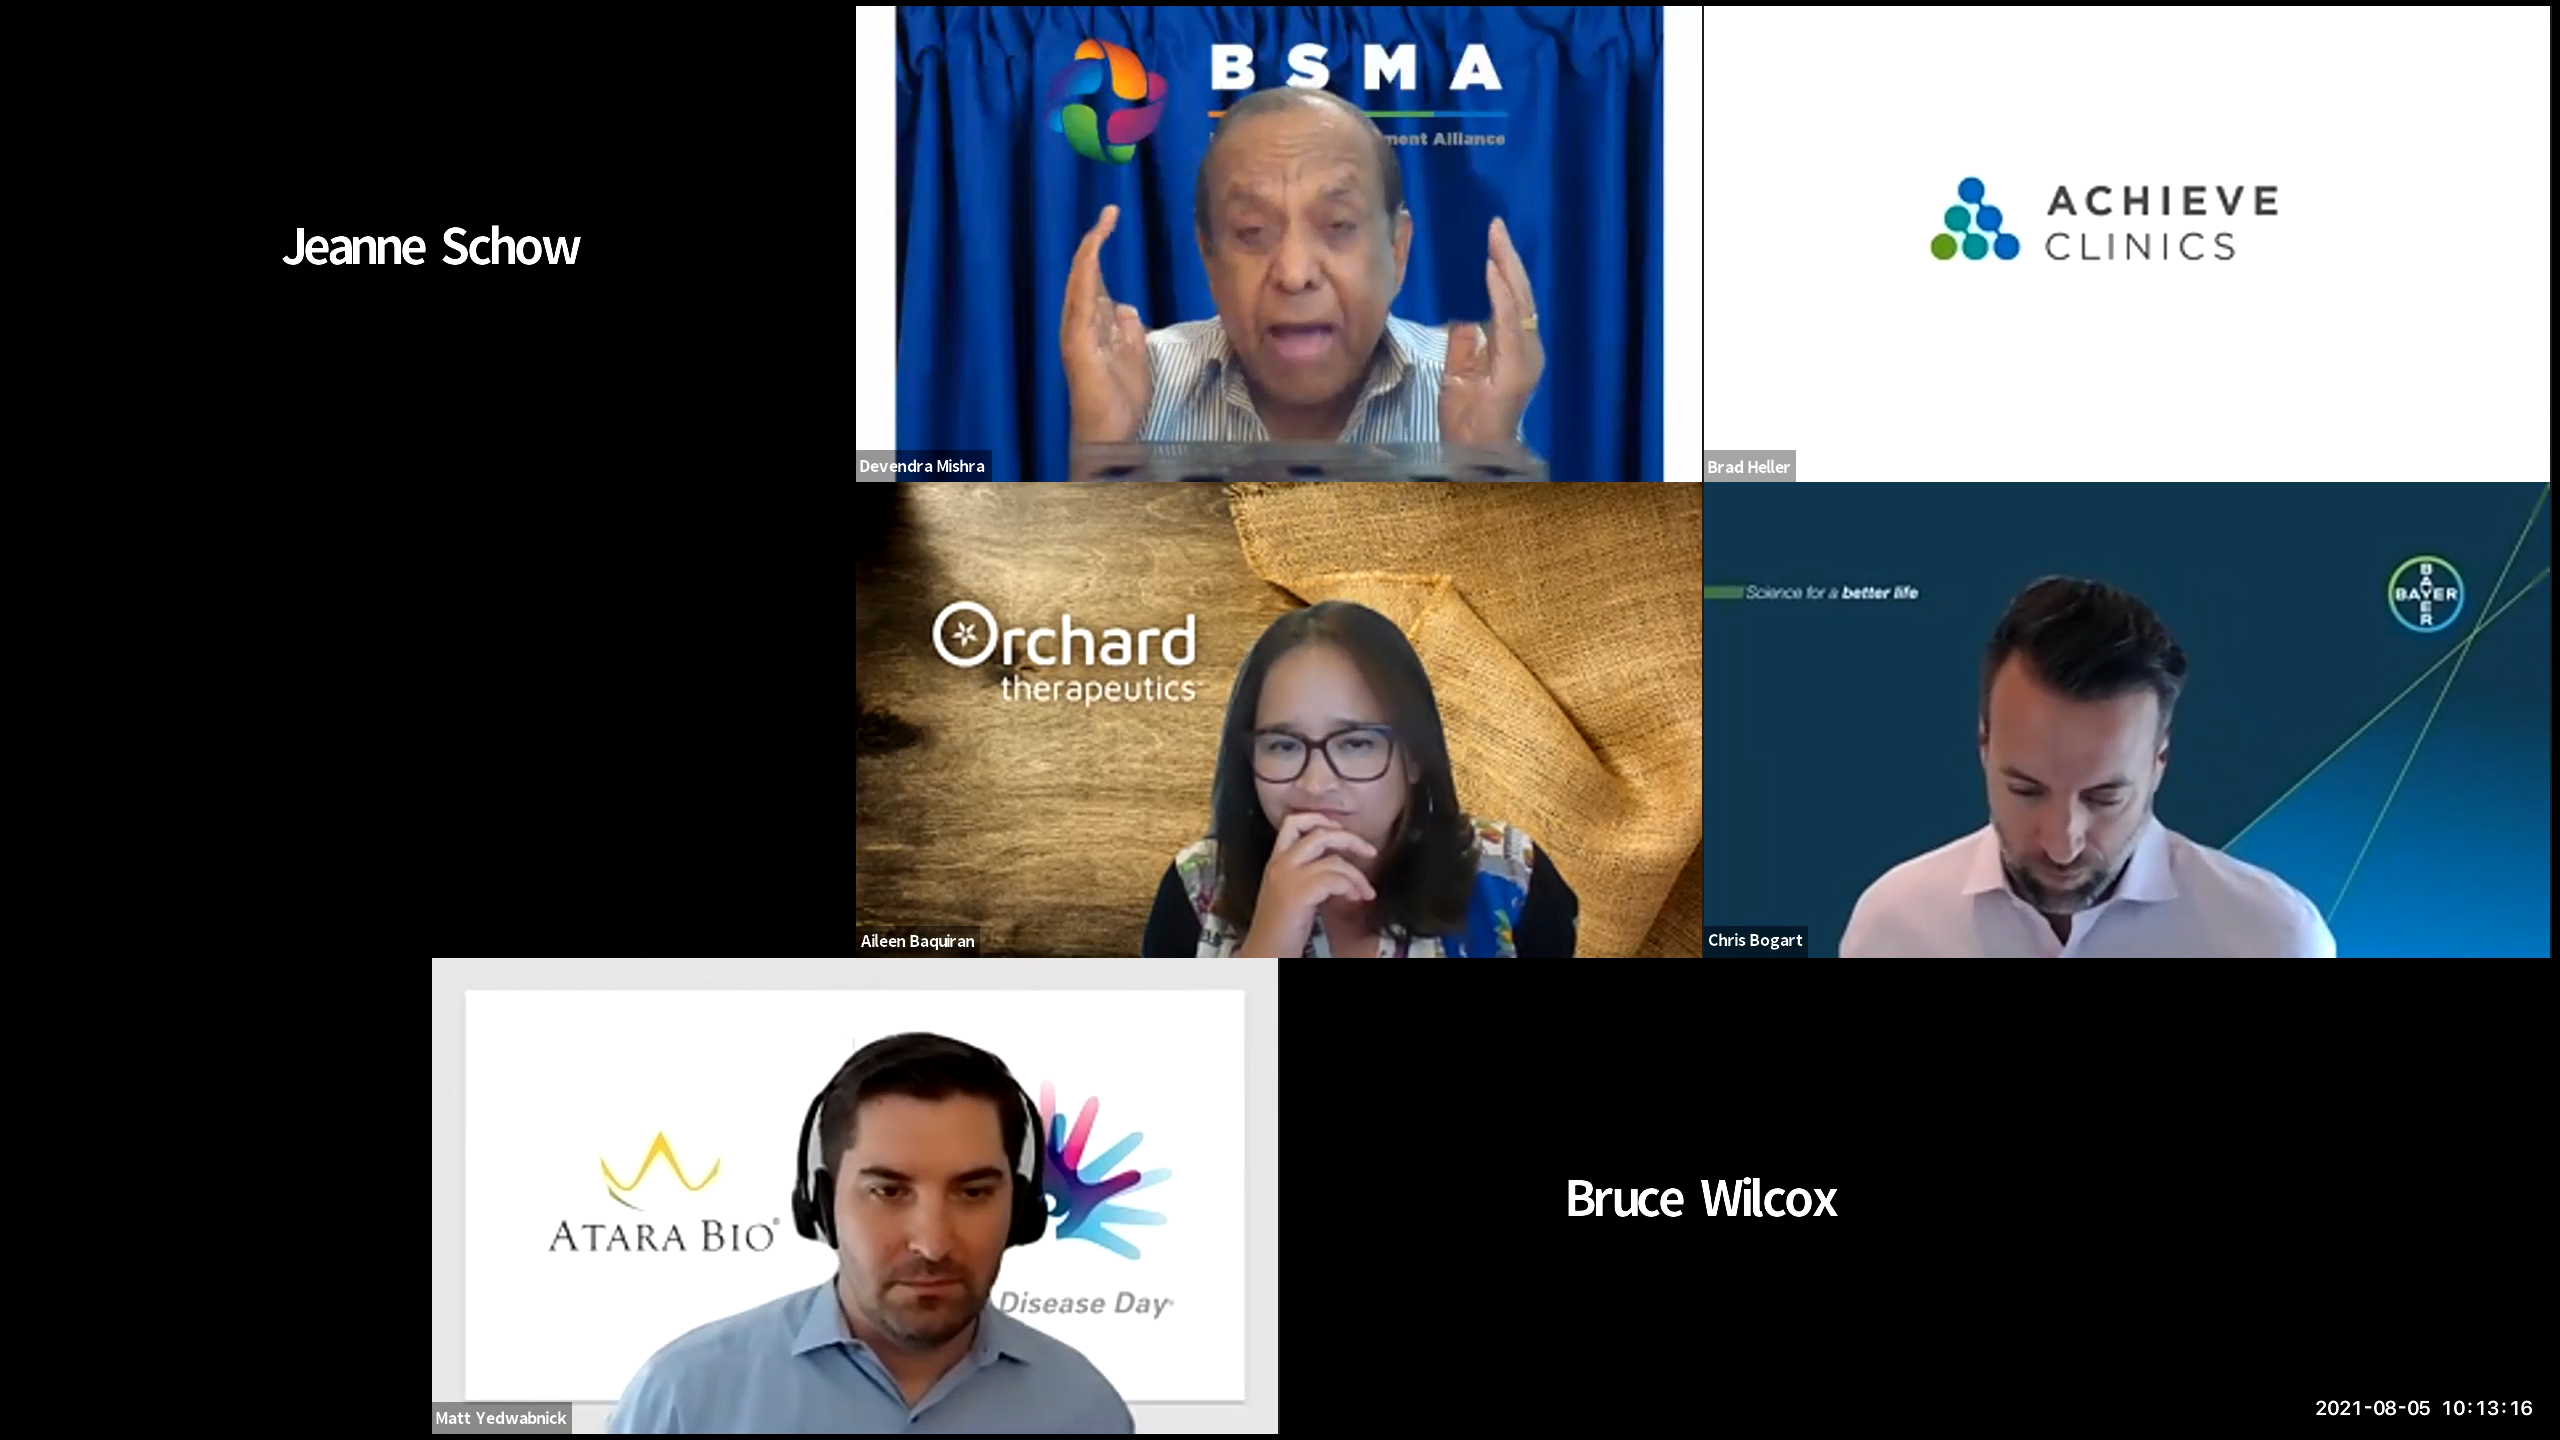 Jeanne Schow
BSMA
ment Alliance
Devendra Mishra
ACHIEVE
CLINICS
Brad Heller
Orchard
therapeutics
Aileen Baquiran
Science for a better life
BAYER
BAYER
Chris Bogart
ATARA BIO®
Disease Day®
Matt Yedwabnick
Bruce Wilcox
2021-08-05 10:13:16